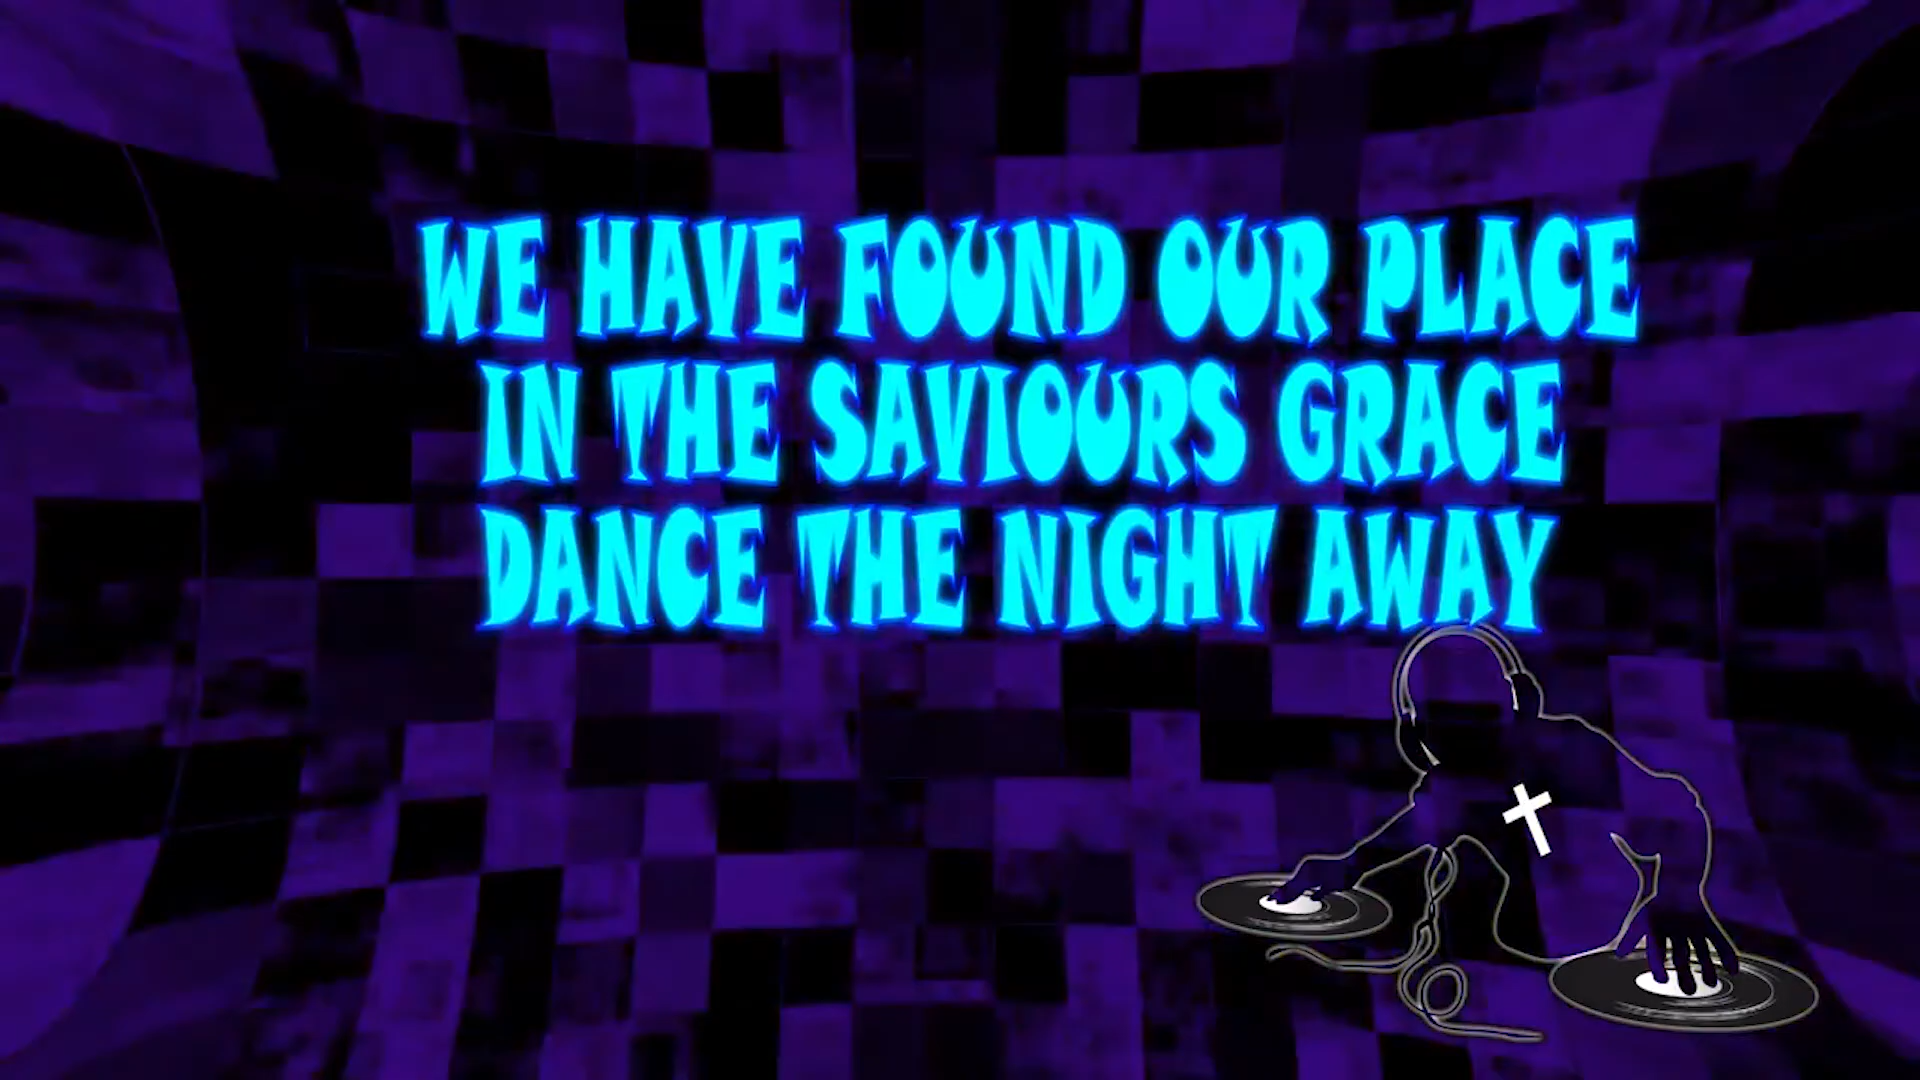 WE HAVE FOUND OUR PLACE
IN THE SAVIOURS GRACE
DANCE THE NIGHT AWAY